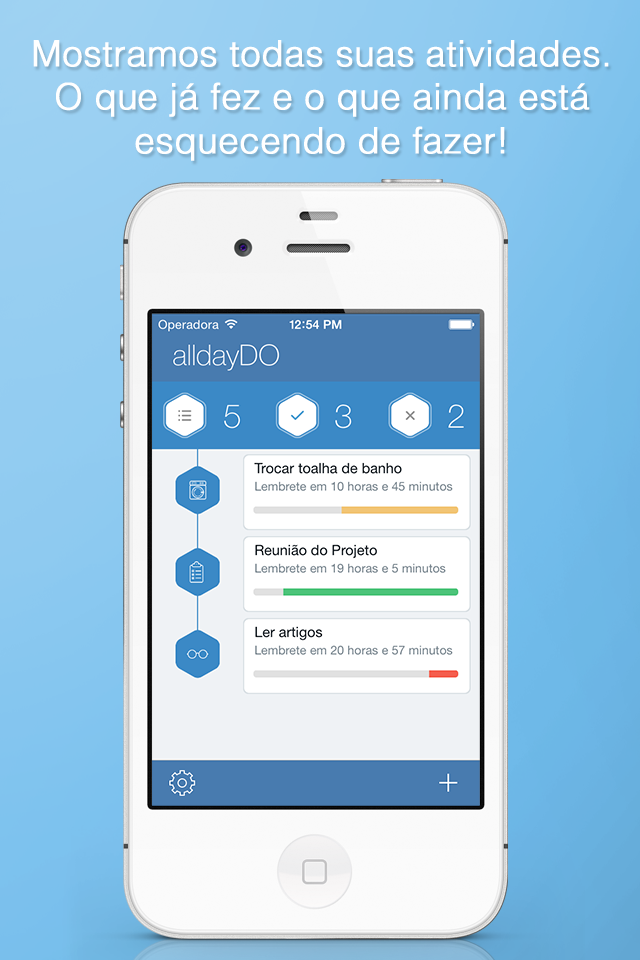 Mostramos todas suas atividades.
O que já fez e o que ainda está
esquecendo de fazer!
Operadora 12:54 PM
alldayDO
5 3 2
Trocar toalha de banho
Lembrete em 10 horas e 45 minutos
Reunião do Projeto
Lembrete em 19 horas e 5 minutos
Ler artigos
Lembrete em 20 horas e 57 minutos